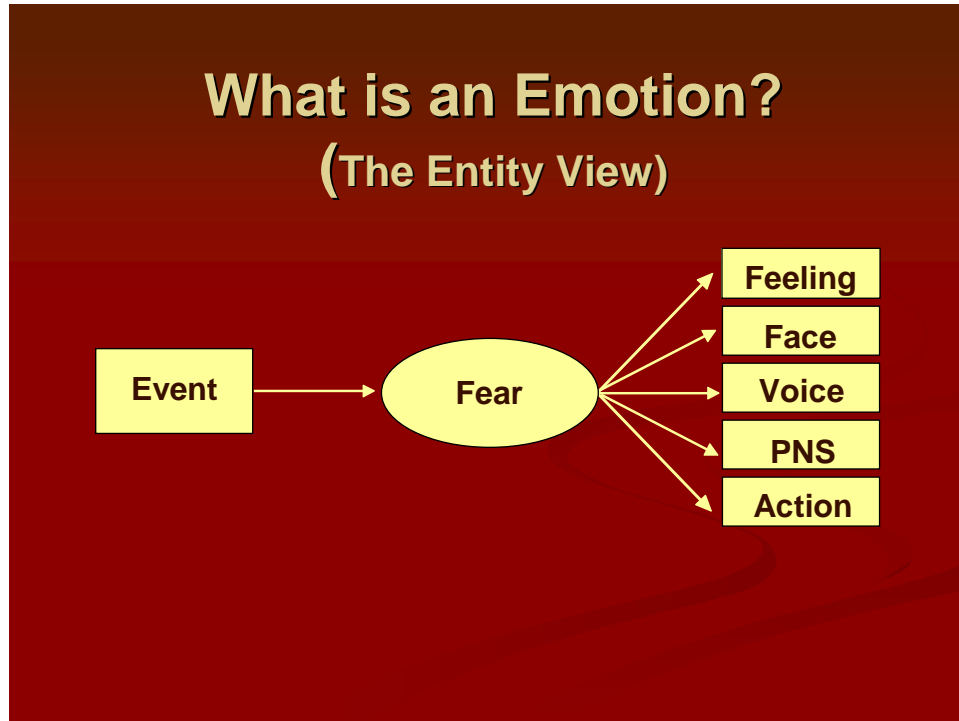 What is an Emotion?
(The Entity View)
Event
Fear
Feeling
Face
Voice
PNS
Action